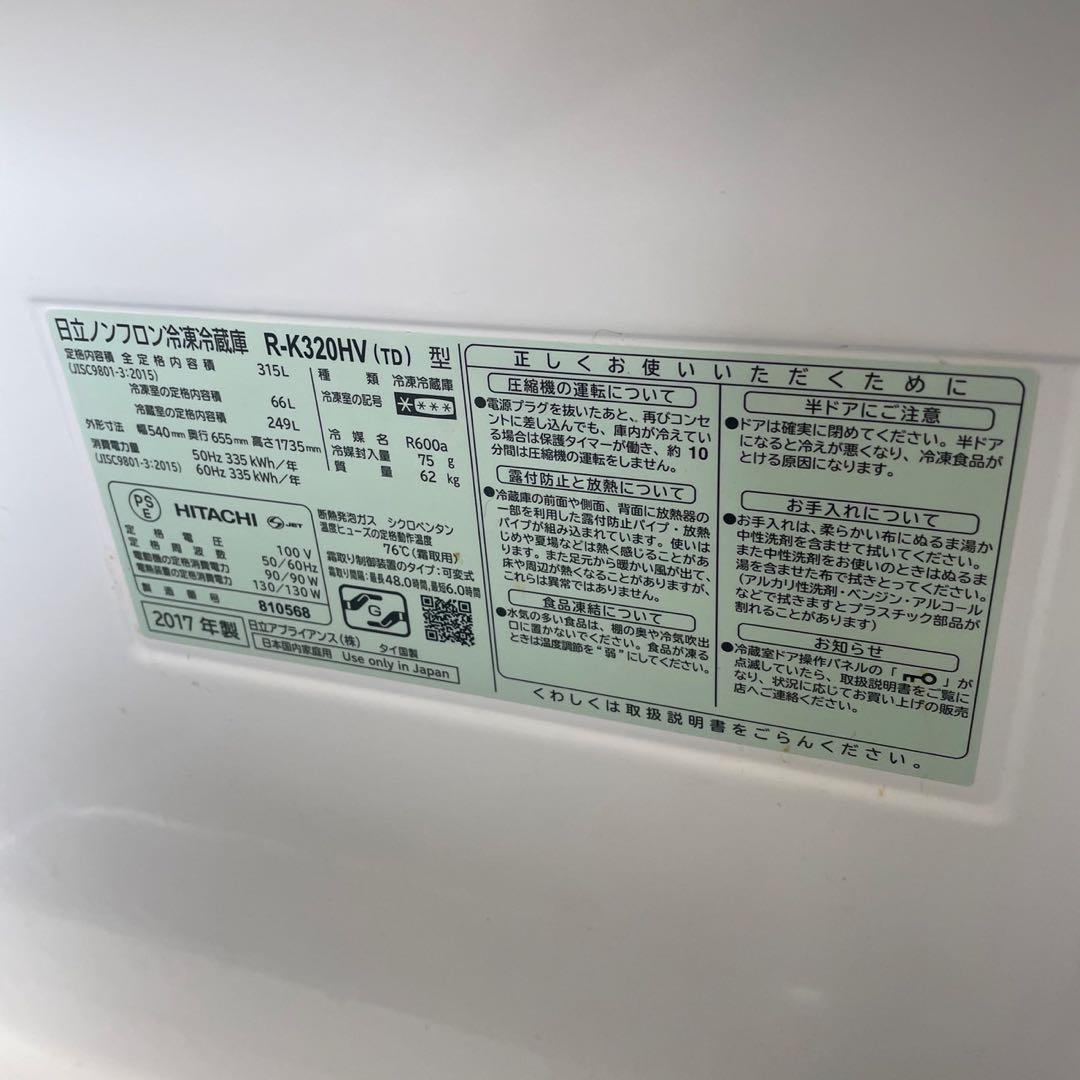 日立ノンフロン冷凍冷蔵庫 R-K320HV(TD) 型
定格内容積 全定格内容積 315L
(JISC9801-3:2015)
冷凍室の定格内容積 66L
冷蔵室の定格内容積 249L
外形寸法 幅540mm 奥行655mm 高さ1735mm
消費電力量 50Hz 335 kWh/年
(JISC9801-3:2015) 60Hz 335 kWh/年
種類 冷凍冷蔵庫
冷凍室の記号 ****
冷媒名 R600a
冷媒封入量 75 g
質量 62 kg
PSE HITACHI S JET
定格電圧 100 V
定格周波数 50/60Hz
電動機の定格消費電力 90/90 W
電熱装置の定格消費電力 130/130 W
製造番号 810568
断熱発泡ガス シクロペンタン
温度ヒューズの定格動作温度
76℃(霜取用)
霜取り制御装置のタイプ:可変式
霜取り間隔:最長48.0時間,最短6.0時間
G
2017 年製
日立アプライアンス(株) タイ国製
日本国内家庭用 Use only in Japan
正しくお使いいただくために
圧縮機の運転について
●電源プラグを抜いたあと、再びコンセ
ントに差し込んでも、庫内が冷えてい
る場合は保護タイマーが働き、約 10
分間は圧縮機の運転をしません。
露付防止と放熱について
●冷蔵庫の前面や側面、背面に放熱器の
一部を利用した露付防止パイプ・放熱
パイプが組み込まれています。使いは
じめや夏場などは熱く感じることがあ
ります。また足元から暖かい風が出て、
床や周辺が熱くなることがありますが、
これらは異常ではありません。
食品凍結について
●水気の多い食品は、棚の奥や冷気吹出
口に置かないでください。食品が凍る
ときは温度調節を“弱”にしてください。
半ドアにご注意
●ドアは確実に閉めてください。半ドア
になると冷えが悪くなり、冷凍食品が
とける原因になります。
お手入れについて
●お手入れは、柔らかい布にぬるま湯か
中性洗剤を含ませて拭いてください。
また中性洗剤をお使いのときはぬるま
湯を含ませた布で拭きとってください。
(アルカリ性洗剤・ベンジン・アルコール
などで拭きますとプラスチック部品が
割れることがあります)
お知らせ
●冷蔵室ドア操作パネルの「 」が
点滅していたら、取扱説明書をご覧に
なり、状況に応じてお買い上げの販売
店へご連絡ください。
くわしくは取扱説明書をごらんください。